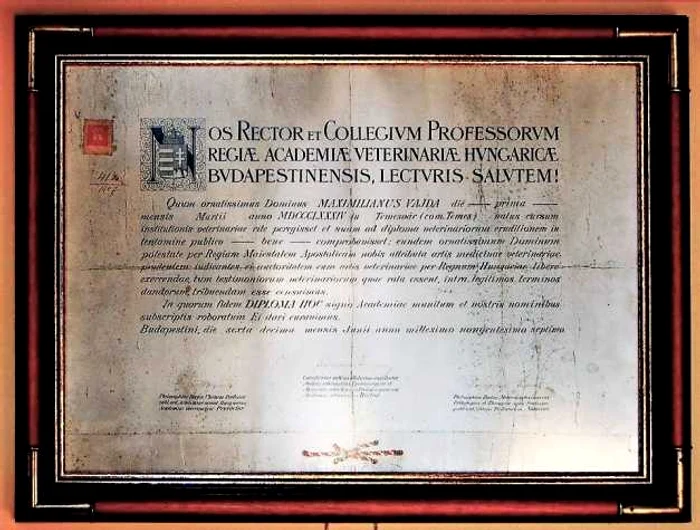 NOS RECTOR ET COLLEGIVM PROFESSORVM
REGIÆ ACADEMIÆ VETERINARIÆ HVNGARICÆ
BVDAPESTINENSIS, LECTVRIS SALVTEM!
Quum ornatissimus Dominus MAXIMILIANUS VAJDA die — prima —
mensis Martii anno MDCCCLXXXIV in Temesvár (com. Temes) natus cursum
institutionis veterinariae rite peregisset et suam ad diploma veterinariorum eruditionem in
tentamine publico — bene — comprobavisset: eundem ornatissimum Dominum
potestate per Regiam Maiestatem Apostolicam nobis attributa artis medicinae veterinariae
prudentem iudicantes, ei auctoritatem eam artis veterinariae per Regnum Hungariae libere
exercendae, tum testimoniorum veterinariorum quae rata essent, intra legitimos terminos
dandorum, tribuendam esse censuimus.
In quorum fidem DIPLOMA HOC signo Academiae munitum et nostris nominibus
subscriptis roboratum Ei dari curavimus.
Budapestini, die sexta decima mensis Junii anno millesimo nongentesimo septimo